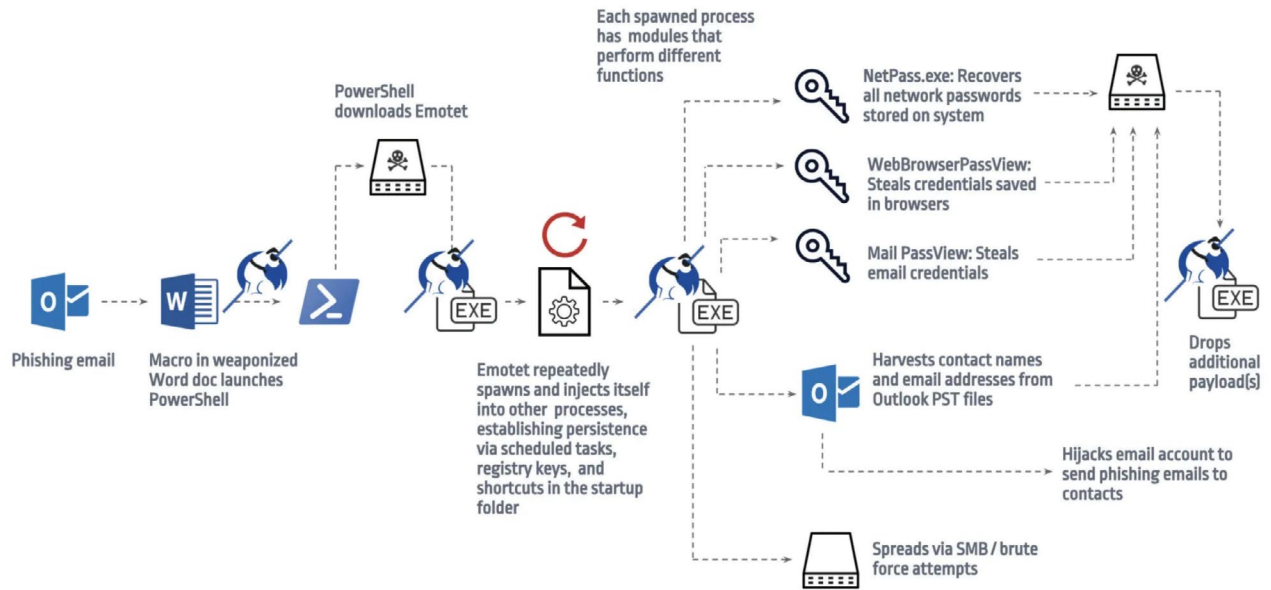 Each spawned process
has modules that
perform different
functions
PowerShell
downloads Emotet
NetPass.exe: Recovers
all network passwords
stored on system
WebBrowserPassView:
Steals credentials saved
in browsers
Mail PassView: Steals
email credentials
O
W
EXE
EXE
EXE
Phishing email
Macro in weaponized
Word doc launches
PowerShell
Emotet repeatedly
spawns and injects itself
into other processes,
establishing persistence
via scheduled tasks,
registry keys, and
shortcuts in the startup
folder
Drops
additional
payload(s)
O
Harvests contact names
and email addresses from
Outlook PST files
Hijacks email account to
send phishing emails to
contacts
Spreads via SMB / brute
force attempts